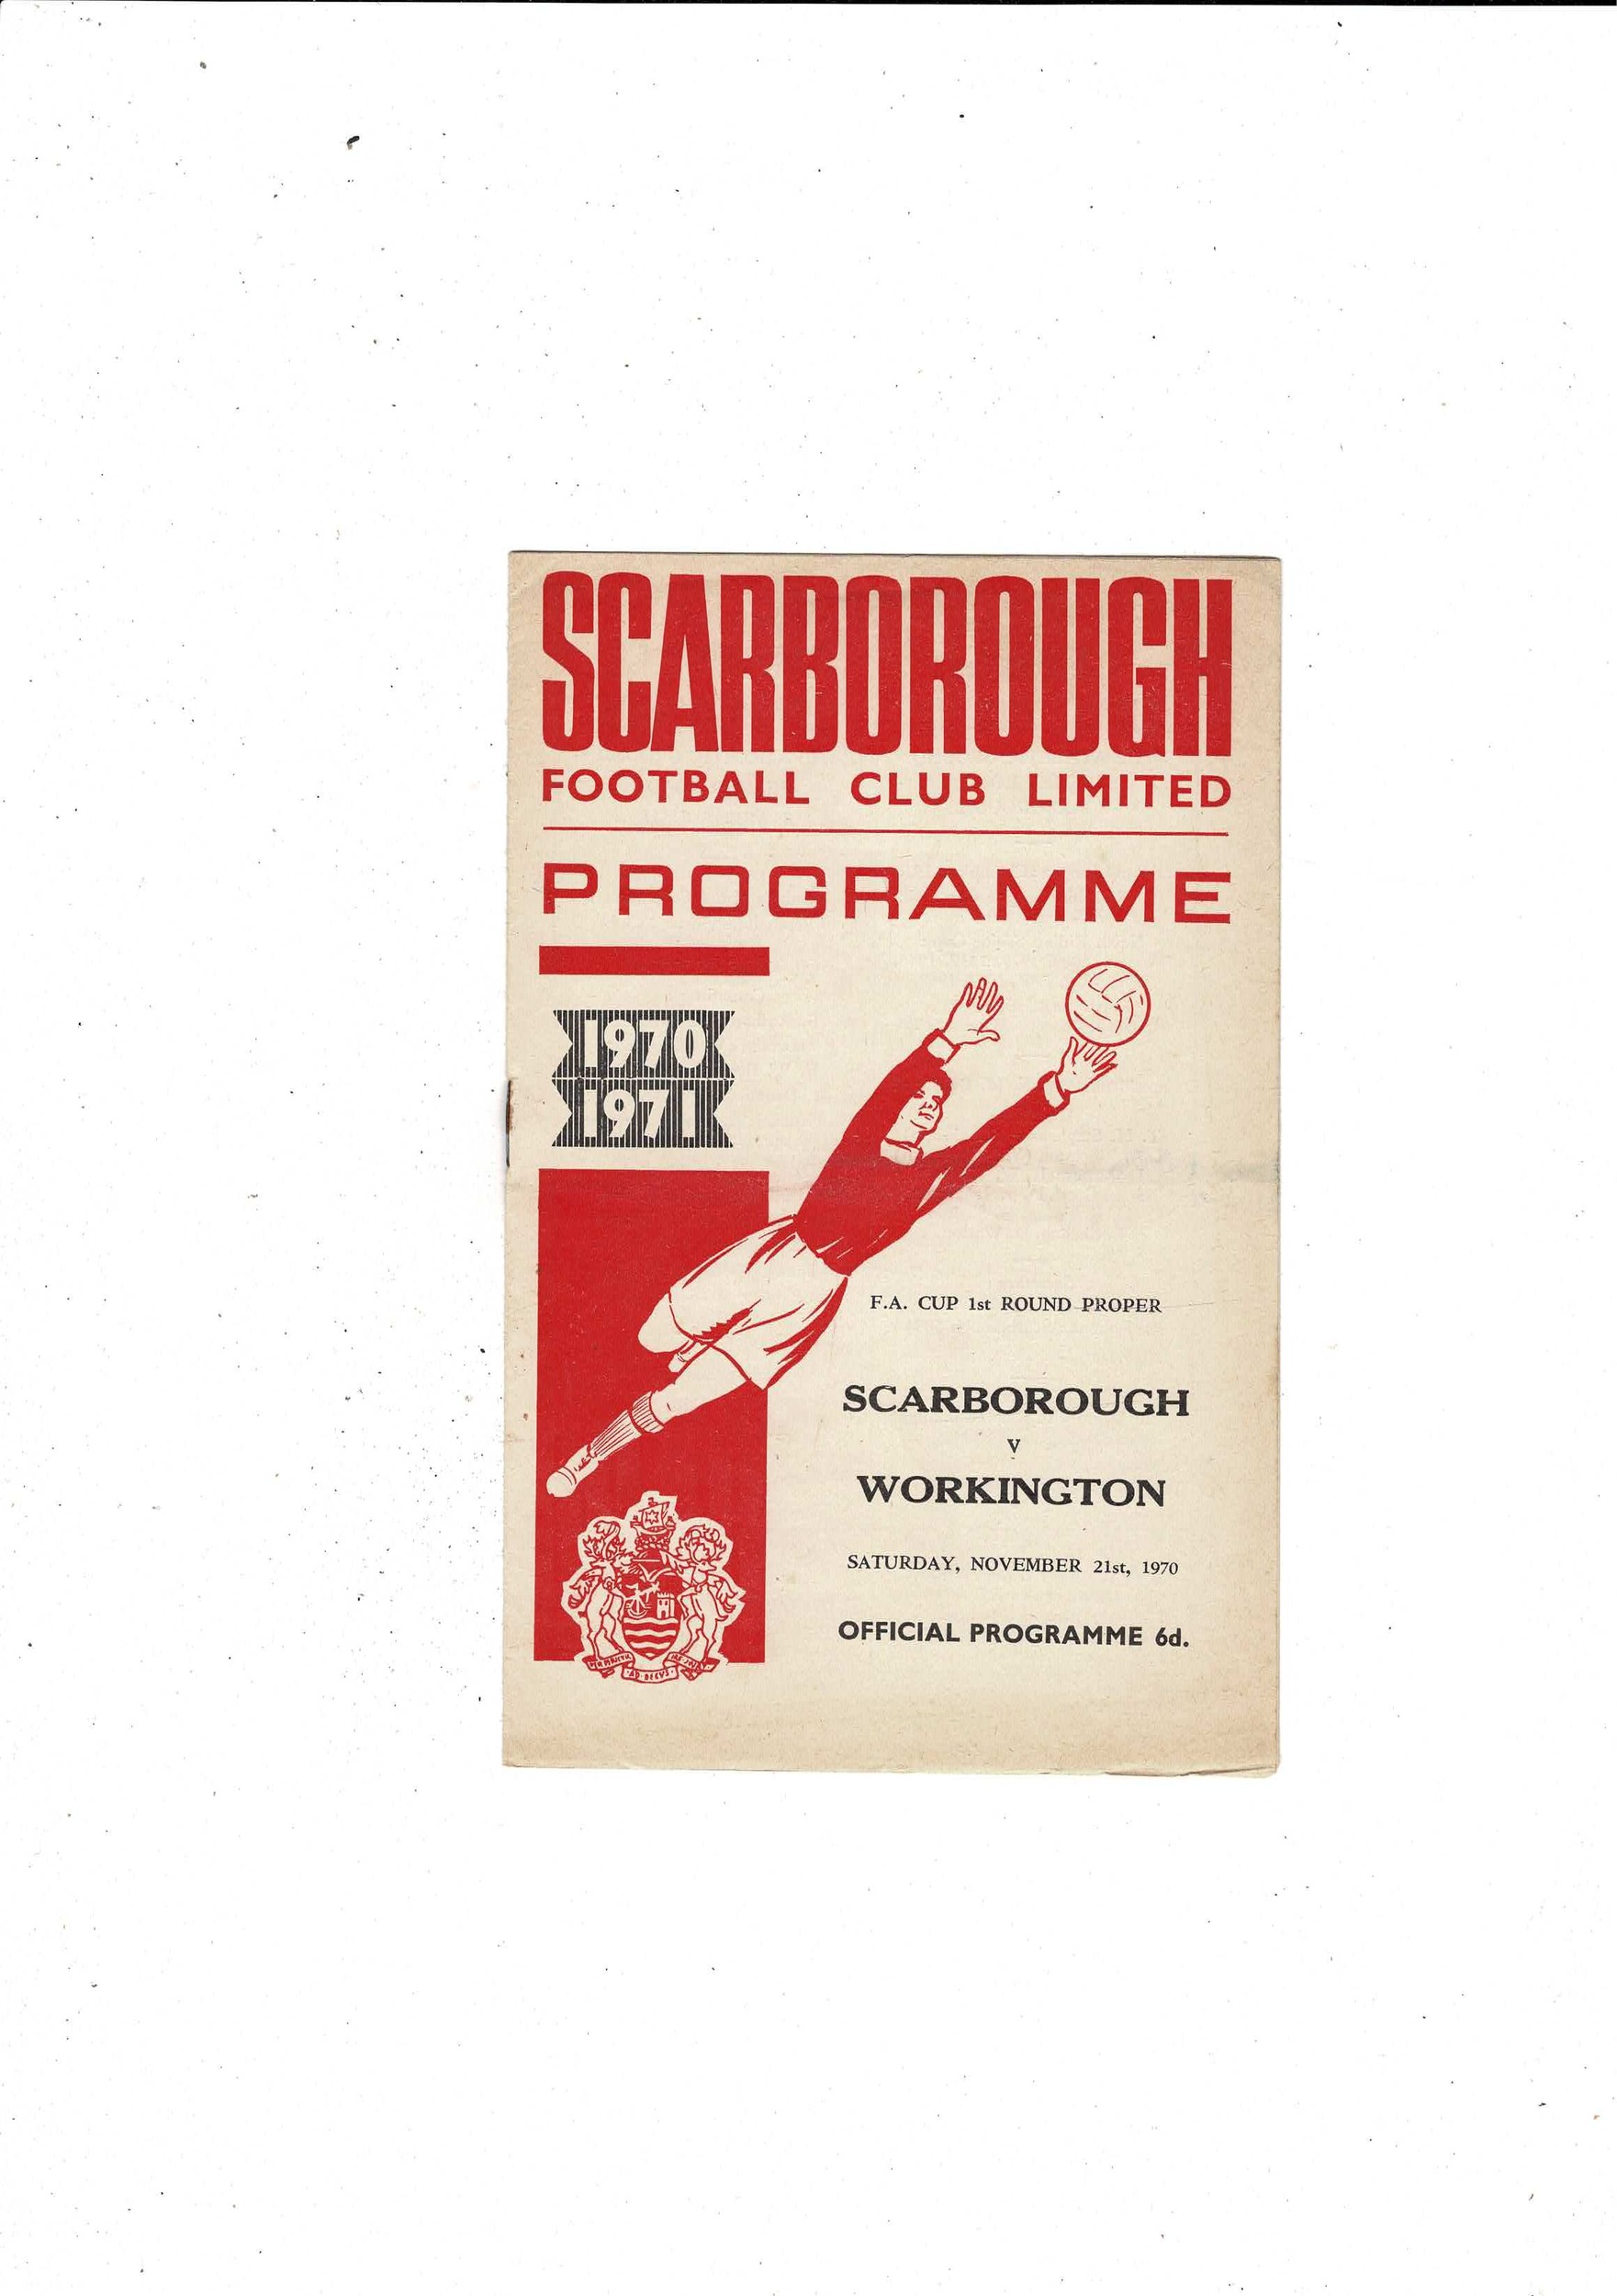 SCARBOROUGH
FOOTBALL CLUB LIMITED
PROGRAMME
1970
1971
F.A. CUP 1st ROUND PROPER
SCARBOROUGH
v
WORKINGTON
SATURDAY, NOVEMBER 21st, 1970
OFFICIAL PROGRAMME 6d.